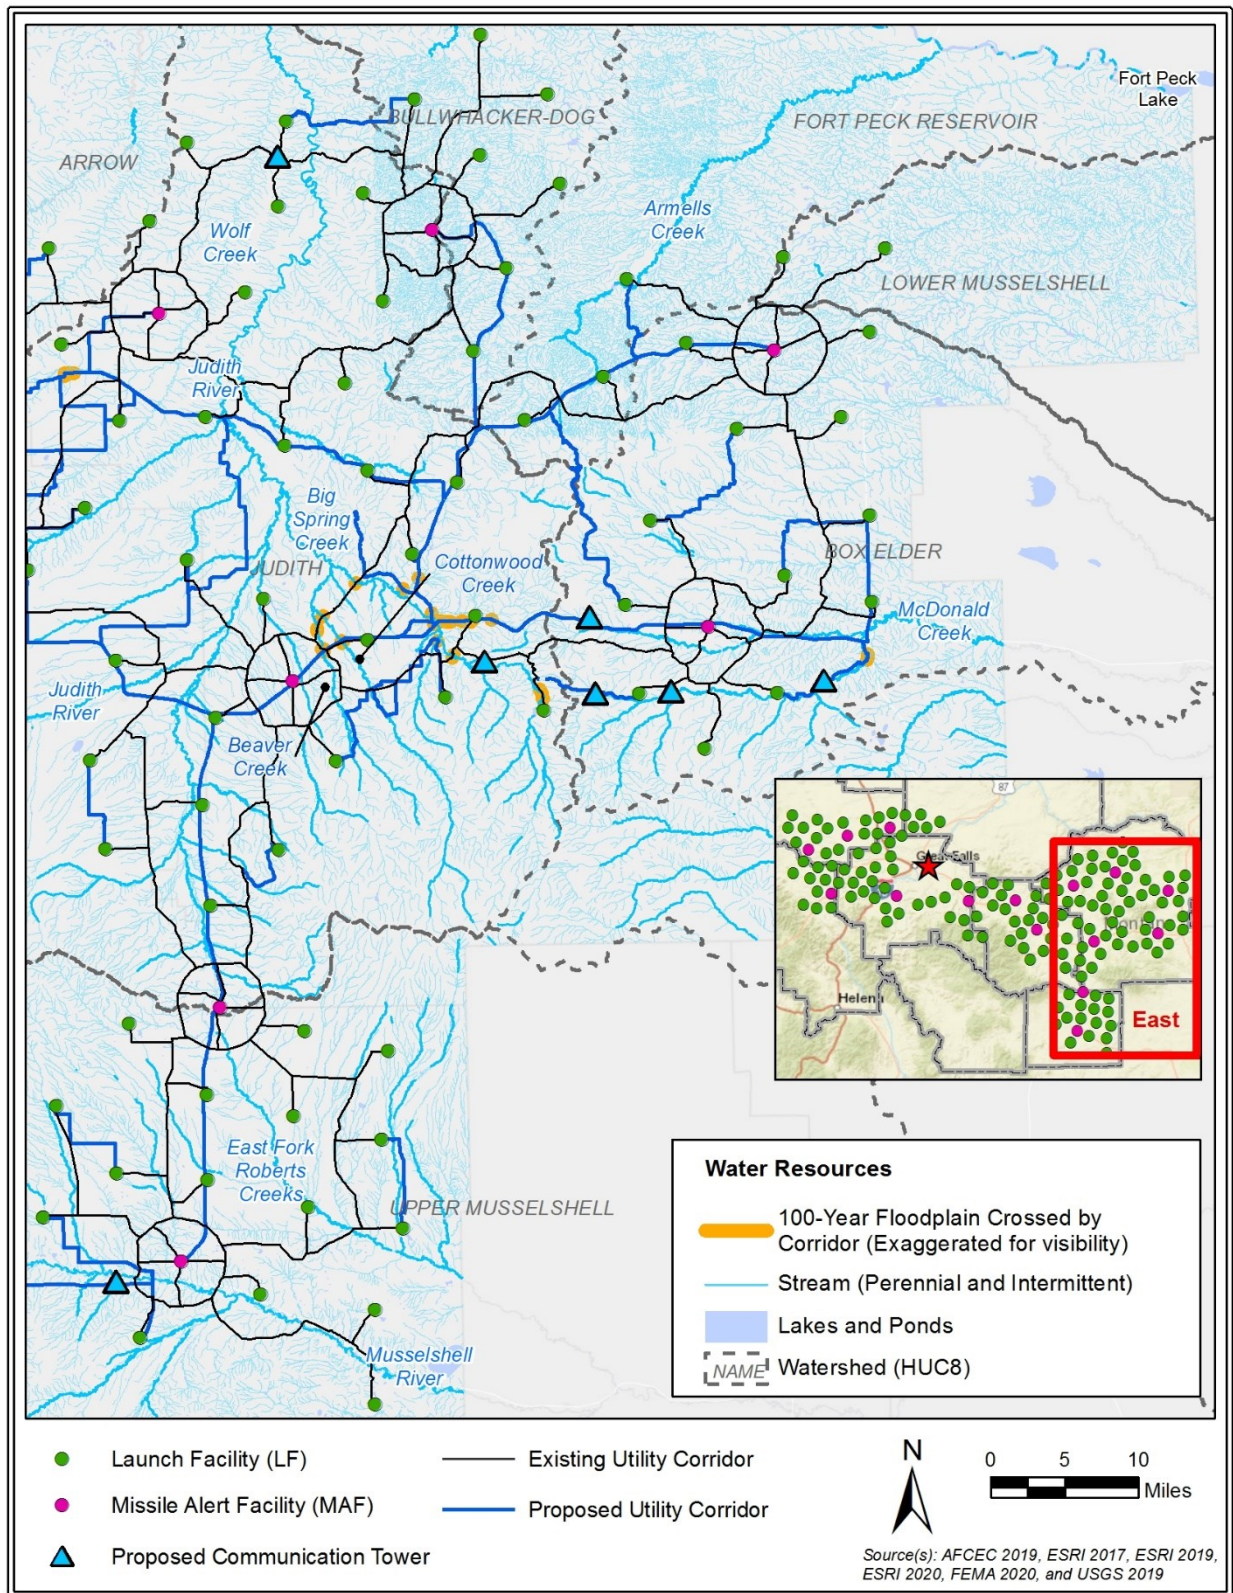 Fort Peck
Lake
BULLWHACKER-DOG
FORT PECK RESERVOIR
ARROW
Wolf
Creek
Armells
Creek
LOWER MUSSELSHELL
Judith
River
Big
Spring
Creek
JUDITH
Cottonwood
Creek
BOX ELDER
McDonald
Creek
Judith
River
Beaver
Creek
87
Great Falls
Helena
East
East Fork
Roberts
Creeks
UPPER MUSSELSHELL
Musselshell
River
Water Resources
100-Year Floodplain Crossed by
Corridor (Exaggerated for visibility)
Stream (Perennial and Intermittent)
Lakes and Ponds
NAME Watershed (HUC8)
Launch Facility (LF)
Missile Alert Facility (MAF)
Proposed Communication Tower
Existing Utility Corridor
Proposed Utility Corridor
N
0 5 10
Miles
Source(s): AFCEC 2019, ESRI 2017, ESRI 2019,
ESRI 2020, FEMA 2020, and USGS 2019